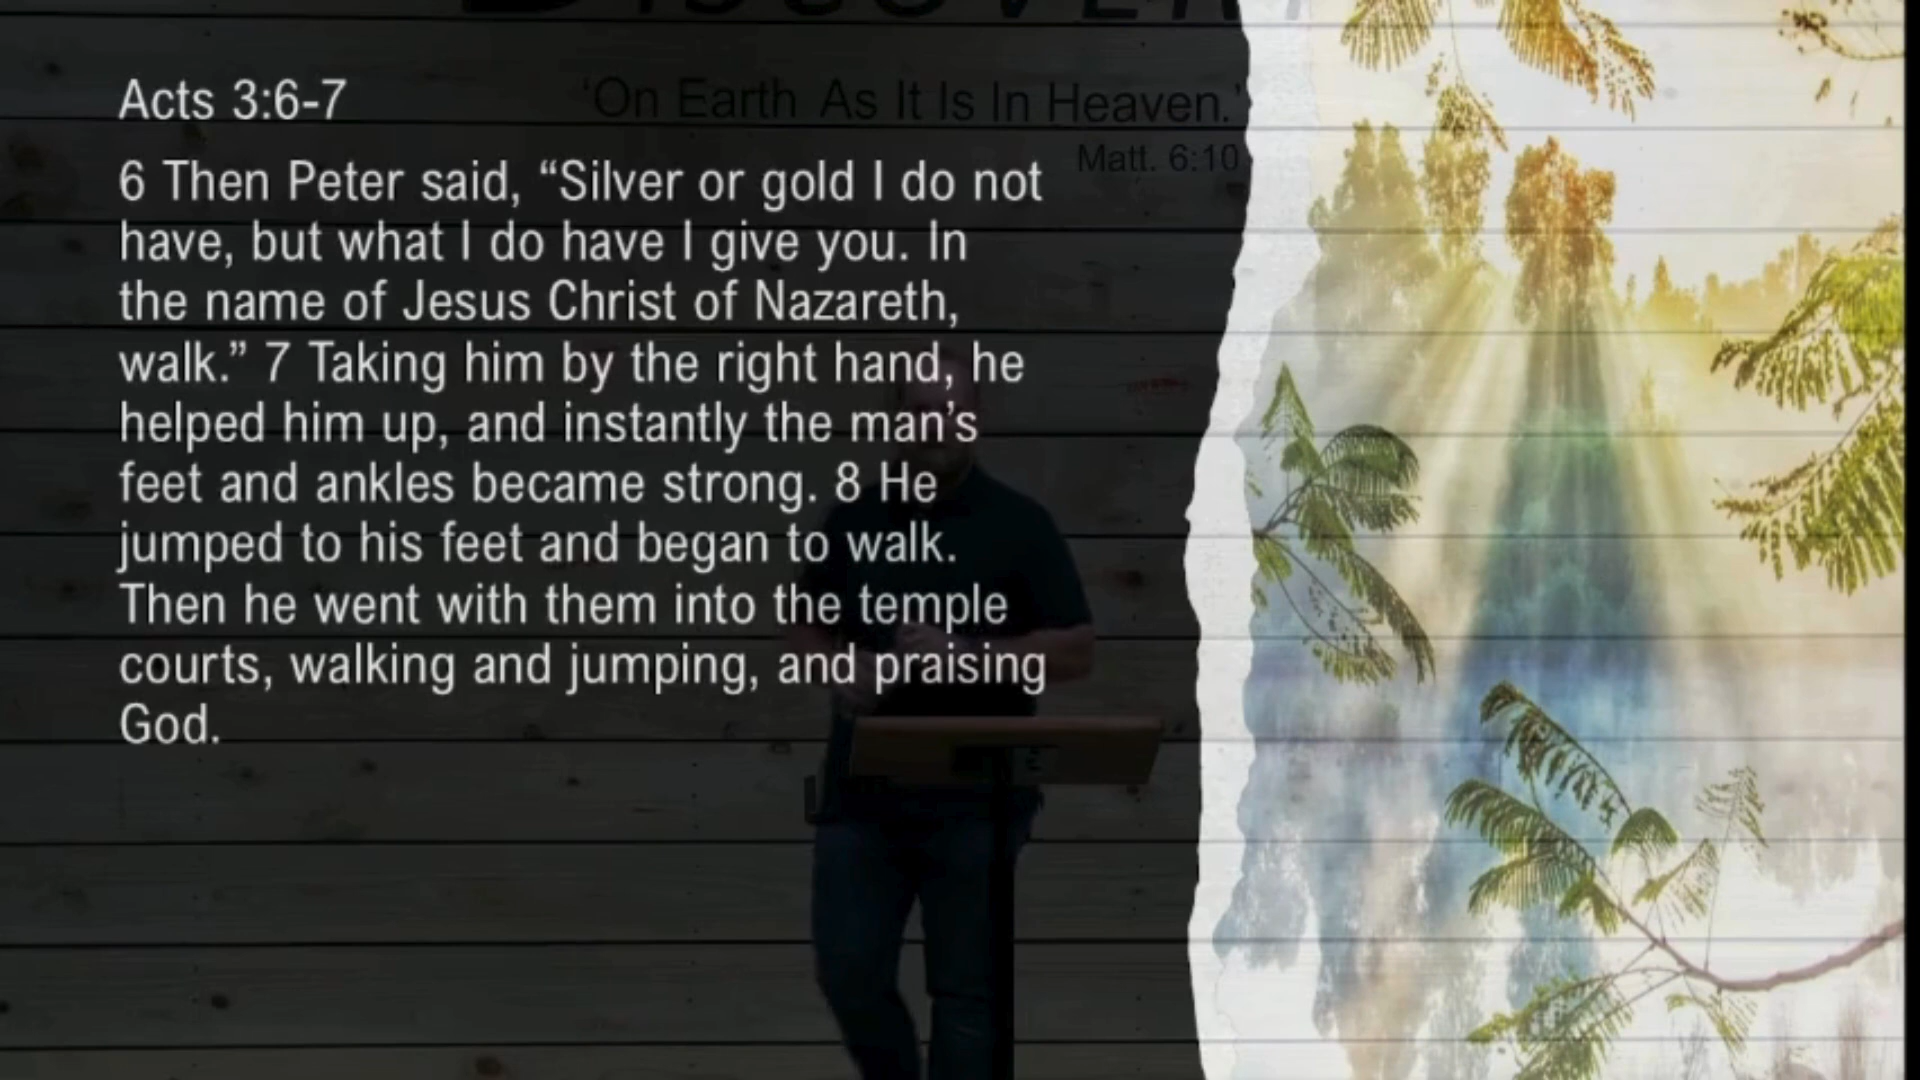 DISCOVERY
'On Earth As It Is In Heaven.'
Matt. 6:10
Acts 3:6-7
6 Then Peter said, “Silver or gold I do not
have, but what I do have I give you. In
the name of Jesus Christ of Nazareth,
walk.” 7 Taking him by the right hand, he
helped him up, and instantly the man’s
feet and ankles became strong. 8 He
jumped to his feet and began to walk.
Then he went with them into the temple
courts, walking and jumping, and praising
God.